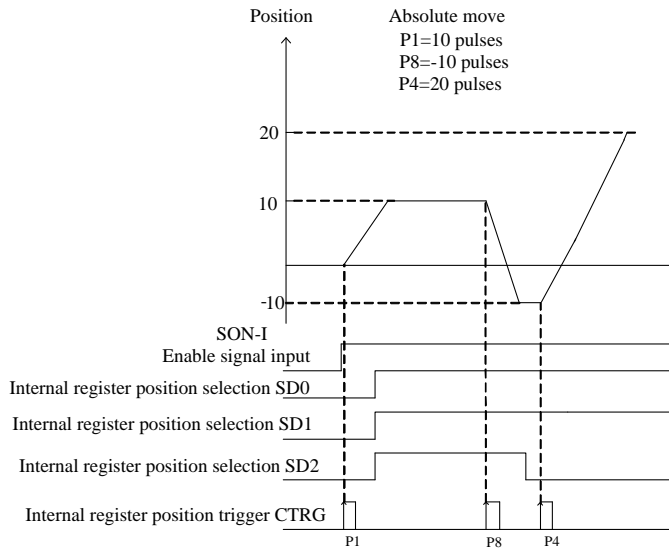 Position
Absolute move
P1=10 pulses
P8=-10 pulses
P4=20 pulses
20
10
-10
SON-I
Enable signal input
Internal register position selection SD0
Internal register position selection SD1
Internal register position selection SD2
Internal register position trigger CTRG
P1
P8
P4